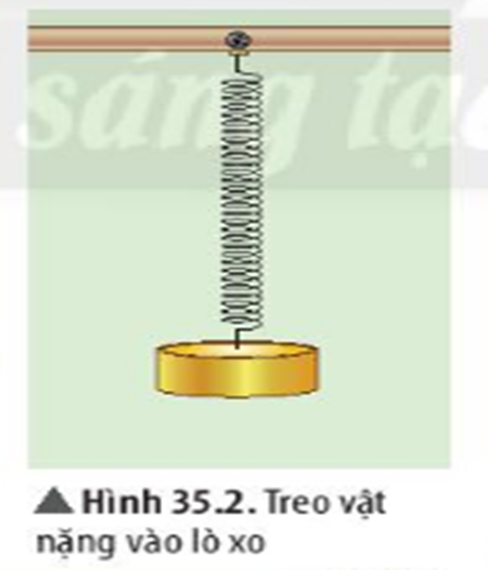 sáng tạ
▲ Hình 35.2. Treo vật
nặng vào lò xo